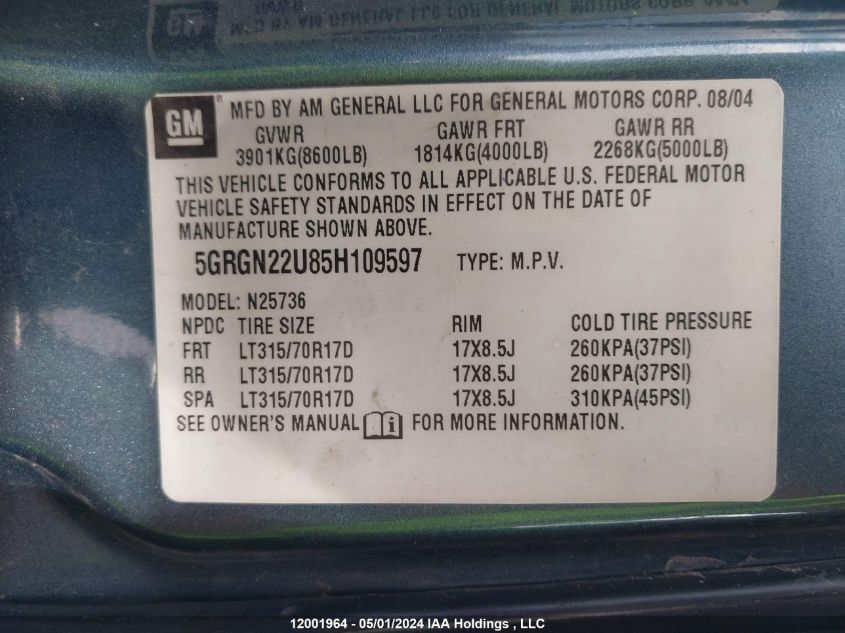 GM ® MFD BY AM GENERAL LLC FOR GENERAL MOTORS CORP. 08/04
GVWR GAWR FRT GAWR RR
3901KG(8600LB) 1814KG(4000LB) 2268KG(5000LB)
THIS VEHICLE CONFORMS TO ALL APPLICABLE U.S. FEDERAL MOTOR
VEHICLE SAFETY STANDARDS IN EFFECT ON THE DATE OF
MANUFACTURE SHOWN ABOVE.
5GRGN22U85H109597 TYPE: M.P.V.
MODEL: N25736
NPDC TIRE SIZE RIM COLD TIRE PRESSURE
FRT LT315/70R17D 17X8.5J 260KPA(37PSI)
RR LT315/70R17D 17X8.5J 260KPA(37PSI)
SPA LT315/70R17D 17X8.5J 310KPA(45PSI)
SEE OWNER'S MANUAL i FOR MORE INFORMATION.
12001964 - 05/01/2024 IAA Holdings , LLC